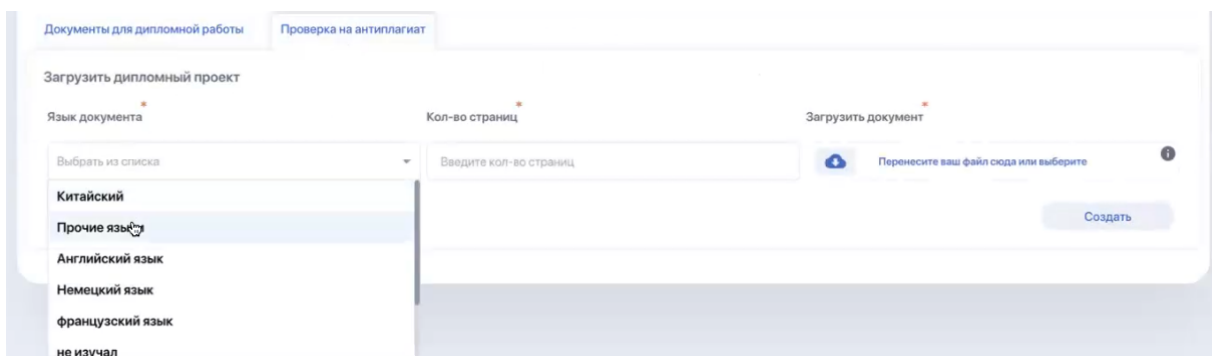 Документы для дипломной работы
Проверка на антиплагиат
Загрузить дипломный проект
Язык документа *
Кол-во страниц *
Загрузить документ *
Выбрать из списка
Введите кол-во страниц
Перенесите ваш файл сюда или выберите
Китайский
Прочие языки
Английский язык
Немецкий язык
французский язык
не изучал
Создать